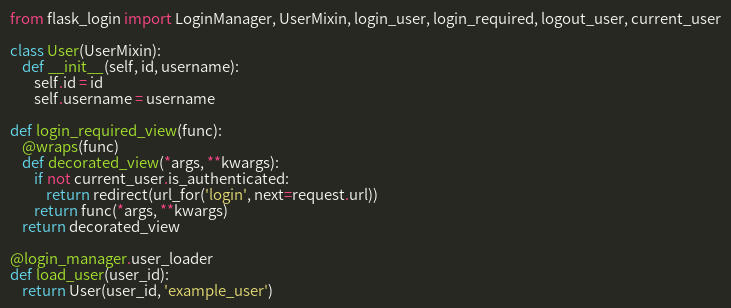 from flask_login import LoginManager, UserMixin, login_user, login_required, logout_user, current_user

class User(UserMixin):
    def __init__(self, id, username):
        self.id = id
        self.username = username

def login_required_view(func):
    @wraps(func)
    def decorated_view(*args, **kwargs):
        if not current_user.is_authenticated:
            return redirect(url_for('login', next=request.url))
        return func(*args, **kwargs)
    return decorated_view

@login_manager.user_loader
def load_user(user_id):
    return User(user_id, 'example_user')